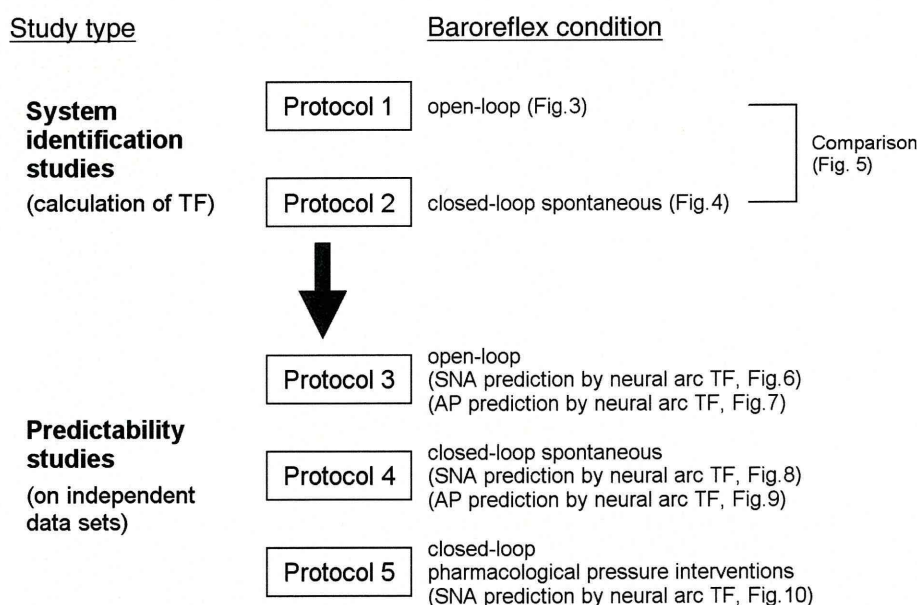 Study type
Baroreflex condition
System
identification
studies
(calculation of TF)
Protocol 1
open-loop (Fig.3)
Protocol 2
closed-loop spontaneous (Fig.4)
Comparison
(Fig. 5)
Predictability
studies
(on independent
data sets)
Protocol 3
open-loop
(SNA prediction by neural arc TF, Fig.6)
(AP prediction by neural arc TF, Fig.7)
Protocol 4
closed-loop spontaneous
(SNA prediction by neural arc TF, Fig.8)
(AP prediction by neural arc TF, Fig.9)
Protocol 5
closed-loop
pharmacological pressure interventions
(SNA prediction by neural arc TF, Fig.10)